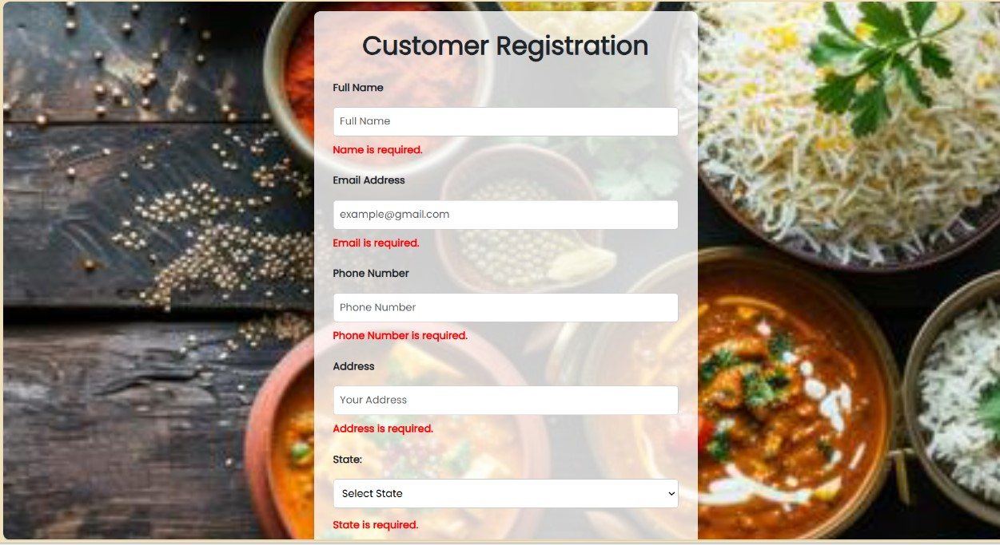 Customer Registration
Full Name
Full Name
Name is required.
Email Address
example@gmail.com
Email is required.
Phone Number
Phone Number
Phone Number is required.
Address
Your Address
Address is required.
State:
Select State
State is required.